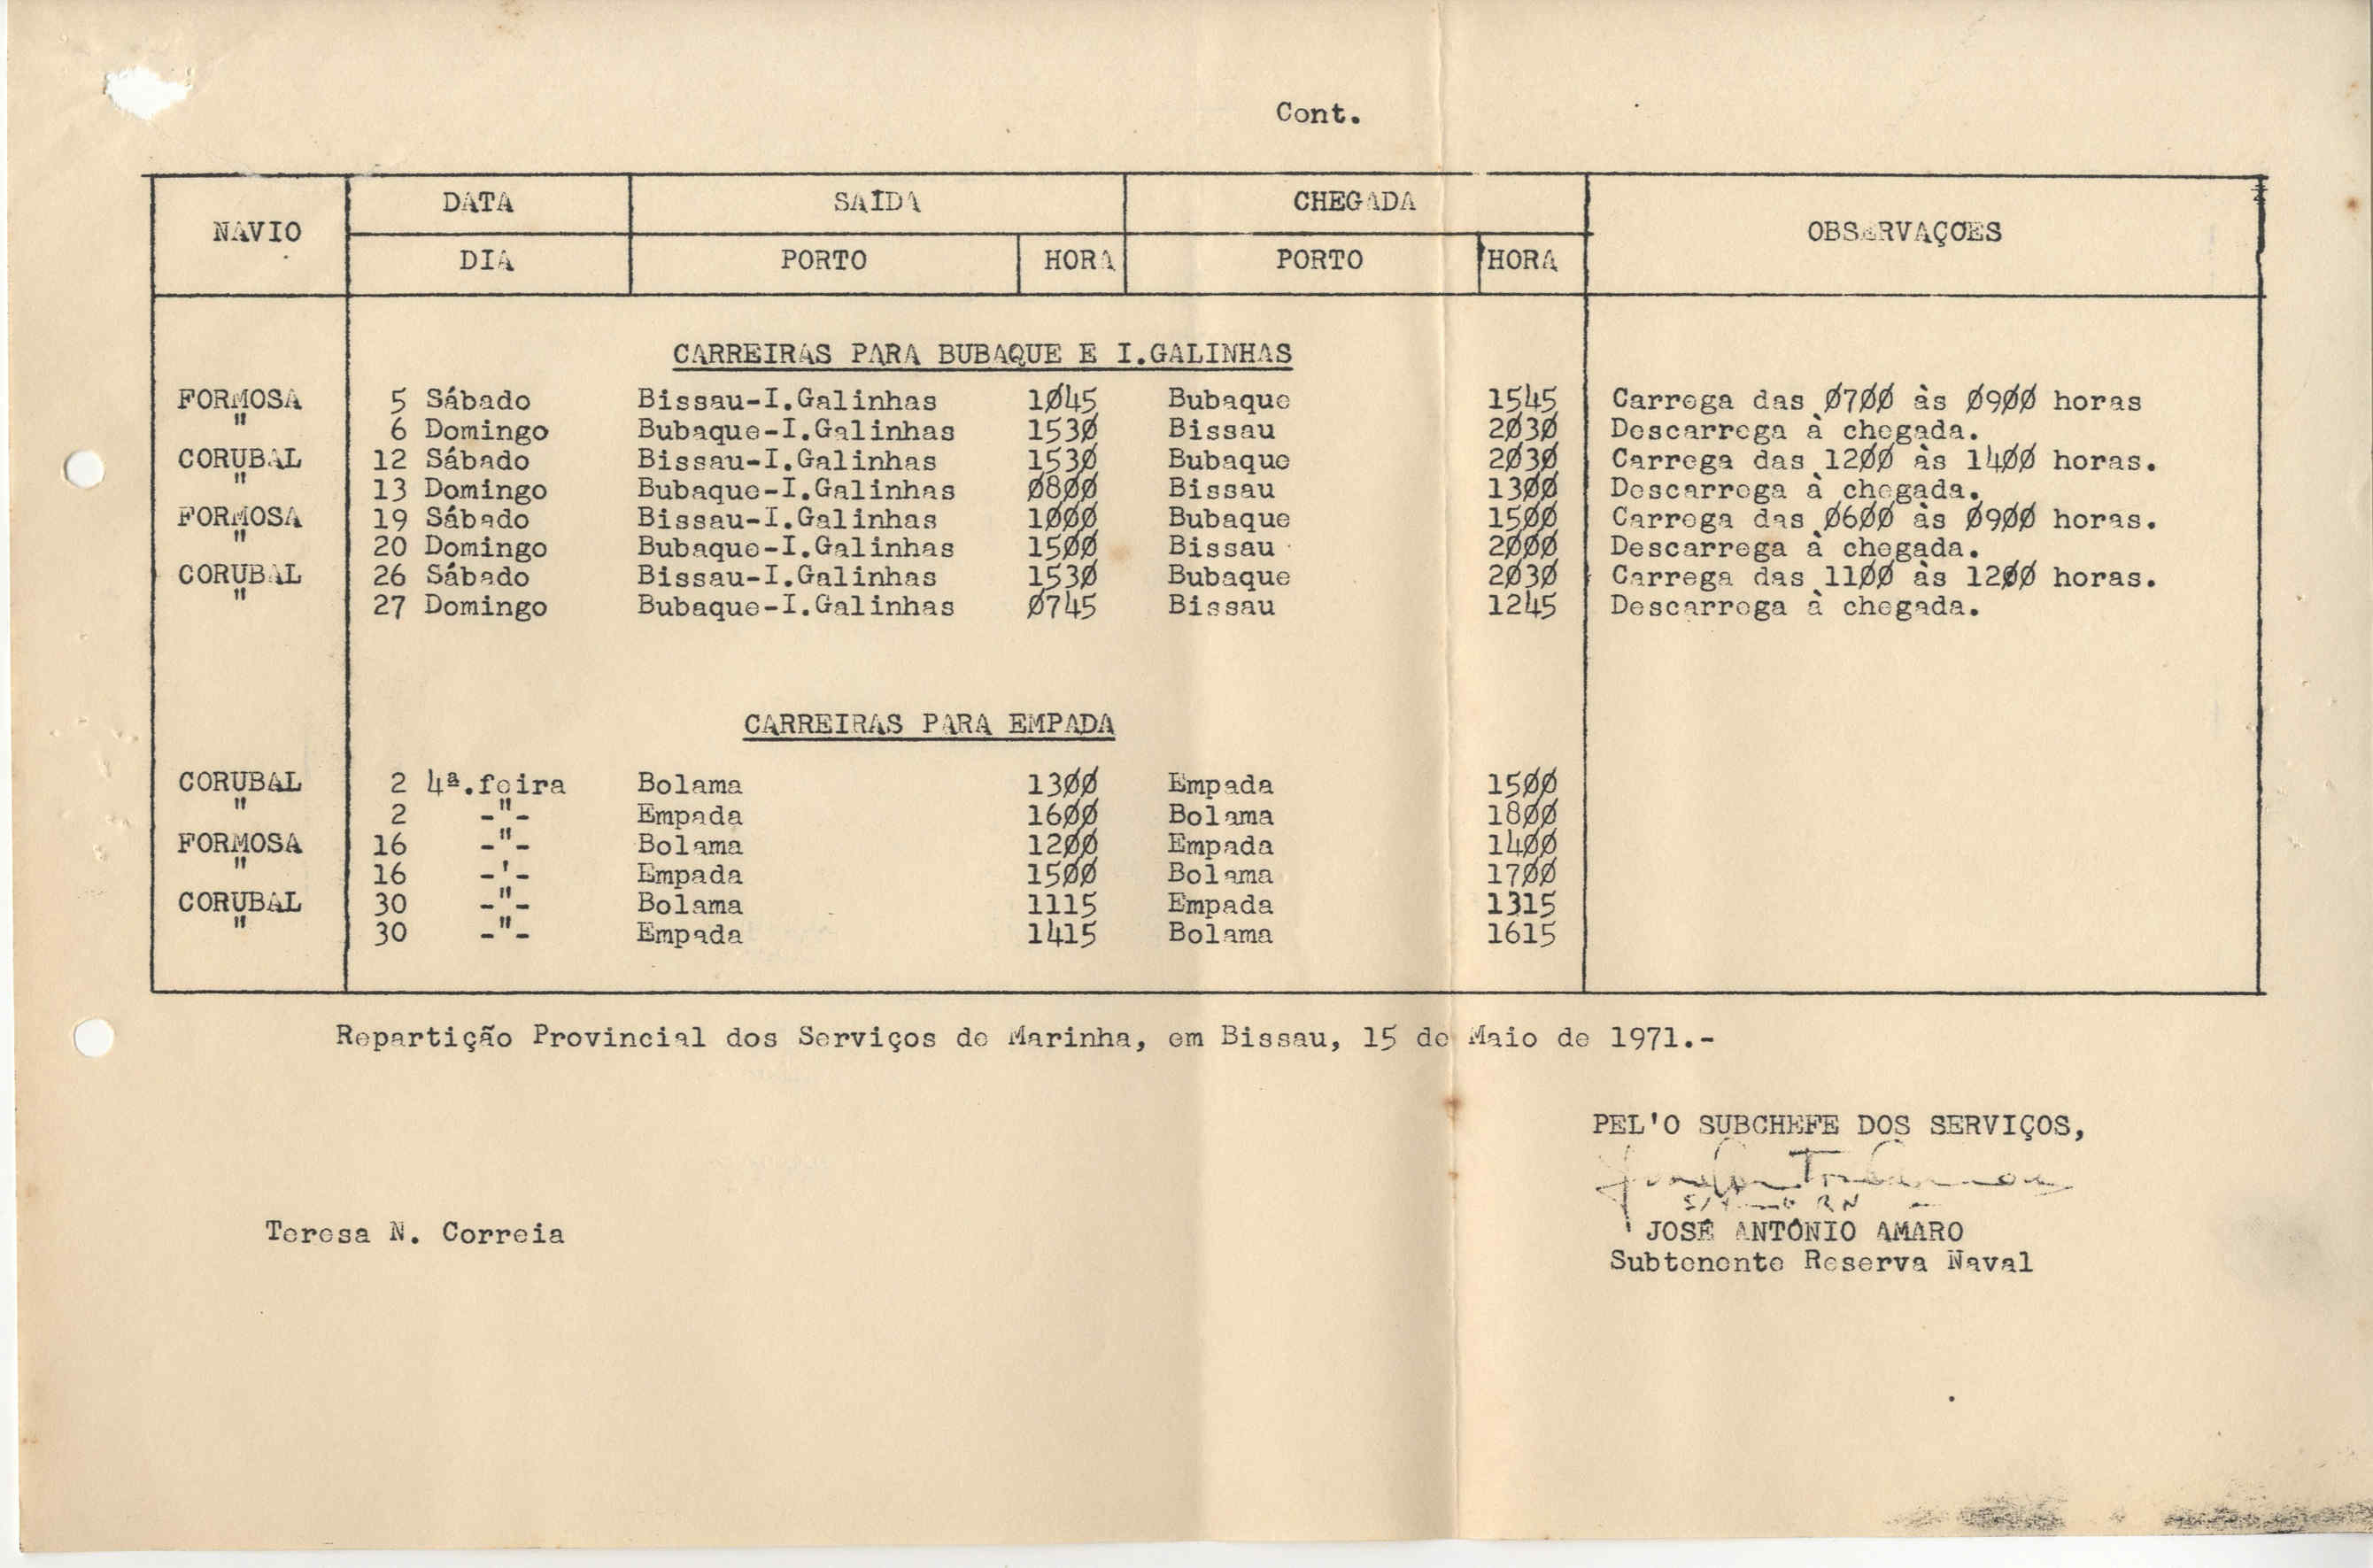 Cont.
NAVIO DATA SAÍDA CHEGADA OBSERVAÇÕES
DIA PORTO HORA PORTO HORA
CARREIRAS PARA BUBAQUE E I.GALINHAS
FORMOSA 5 Sábado Bissau-I.Galinhas 1Ø45 Bubaque 1545 Carrega das Ø7ØØ às Ø9ØØ horas
" 6 Domingo Bubaque-I.Galinhas 153Ø Bissau 2Ø3Ø Descarrega à chegada.
CORUBAL 12 Sábado Bissau-I.Galinhas 153Ø Bubaque 2Ø3Ø Carrega das 12ØØ às 14ØØ horas.
" 13 Domingo Bubaque-I.Galinhas Ø8ØØ Bissau 13ØØ Descarrega à chegada.
FORMOSA 19 Sábado Bissau-I.Galinhas 1ØØØ Bubaque 15ØØ Carrega das Ø6ØØ às Ø9ØØ horas.
" 20 Domingo Bubaque-I.Galinhas 15ØØ Bissau 2ØØØ Descarrega à chegada.
CORUBAL 26 Sábado Bissau-I.Galinhas 153Ø Bubaque 2Ø3Ø Carrega das 11ØØ às 12ØØ horas.
" 27 Domingo Bubaque-I.Galinhas Ø745 Bissau 1245 Descarrega à chegada.
CARREIRAS PARA EMPADA
CORUBAL 2 4ª.feira Bolama 13ØØ Empada 15ØØ
" 2 -"- Empada 16ØØ Bolama 18ØØ
FORMOSA 16 -"- Bolama 12ØØ Empada 14ØØ
" 16 -'- Empada 15ØØ Bolama 17ØØ
CORUBAL 30 -"- Bolama 1115 Empada 1315
" 30 -"- Empada 1415 Bolama 1615
Repartição Provincial dos Serviços de Marinha, em Bissau, 15 de Maio de 1971.-
PEL'O SUBCHEFE DOS SERVIÇOS,
RN
Teresa N. Correia
JOSÉ ANTÓNIO AMARO
Subtenente Reserva Naval